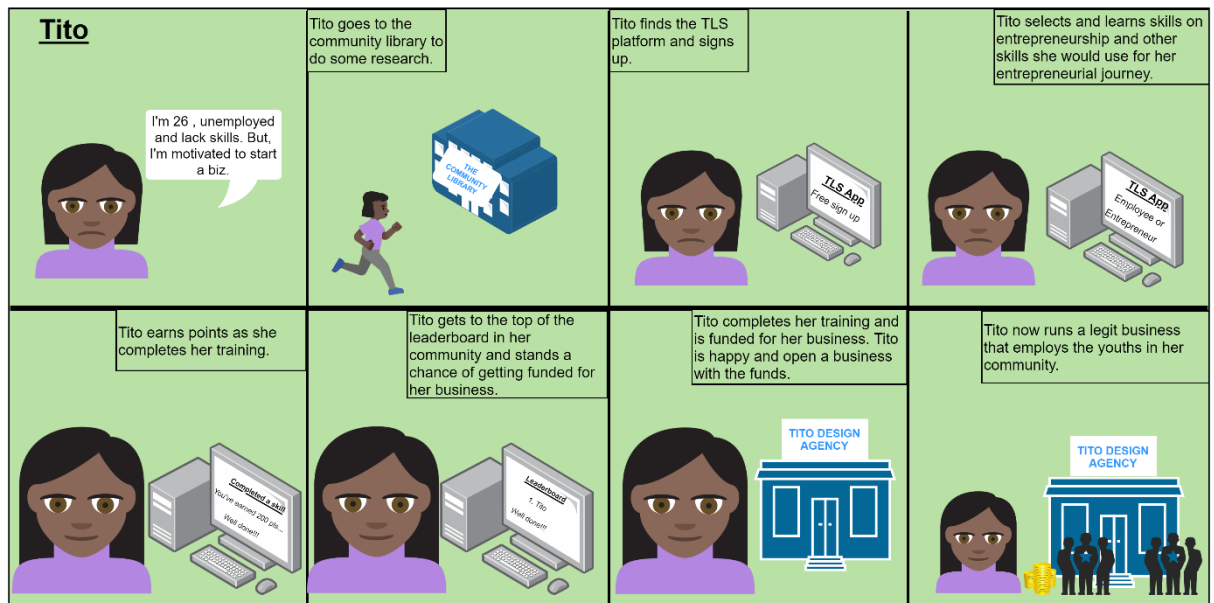 Tito
I'm 26 , unemployed
and lack skills. But,
I'm motivated to start
a biz.
Tito goes to the
community library to
do some research.
THE
COMMUNITY
LIBRARY
Tito finds the TLS
platform and signs
up.
TLS App
Free sign up
Tito selects and learns skills on
entrepreneurship and other
skills she would use for her
entrepreneurial journey.
TLS App
Employee or
Entrepreneur
Tito earns points as she
completes her training.
Completed a skill
You've earned 200 pts...
Well done!!!
Tito gets to the top of the
leaderboard in her
community and stands a
chance of getting funded for
her business.
Leaderboard
1. Tito
Well done!!!
Tito completes her training and
is funded for her business. Tito
is happy and open a business
with the funds.
TITO DESIGN
AGENCY
Tito now runs a legit business
that employs the youths in her
community.
TITO DESIGN
AGENCY